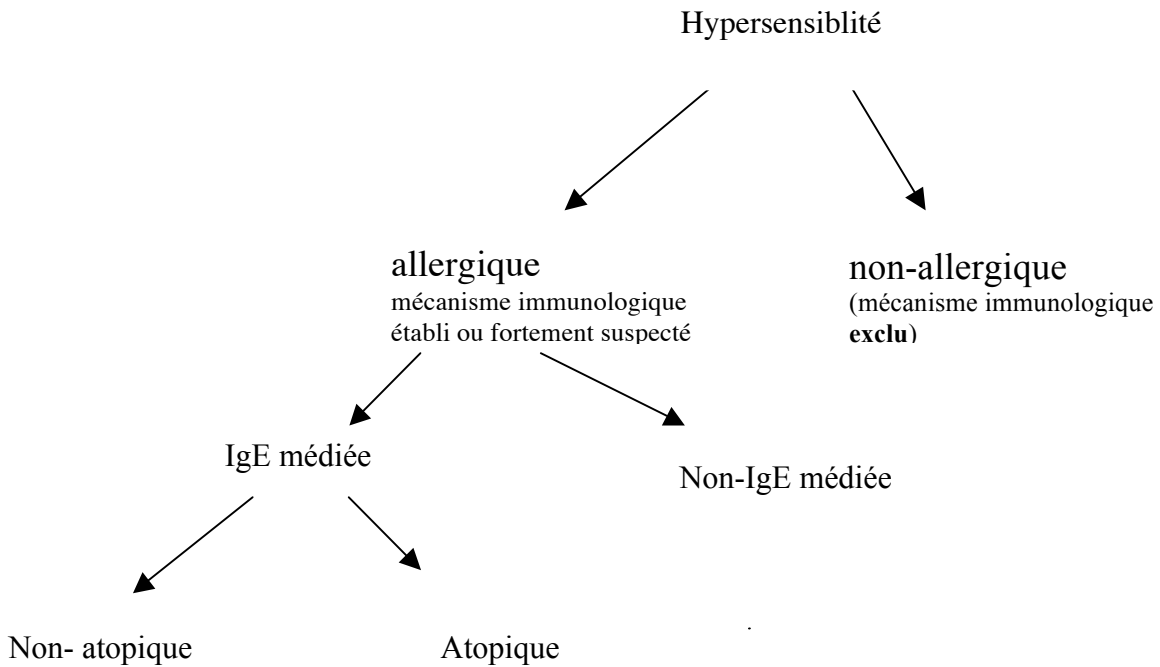 Hypersensiblité
allergique
mécanisme immunologique
établi ou fortement suspecté
non-allergique
(mécanisme immunologique
exclu)
IgE médiée
Non-IgE médiée
Non- atopique
Atopique